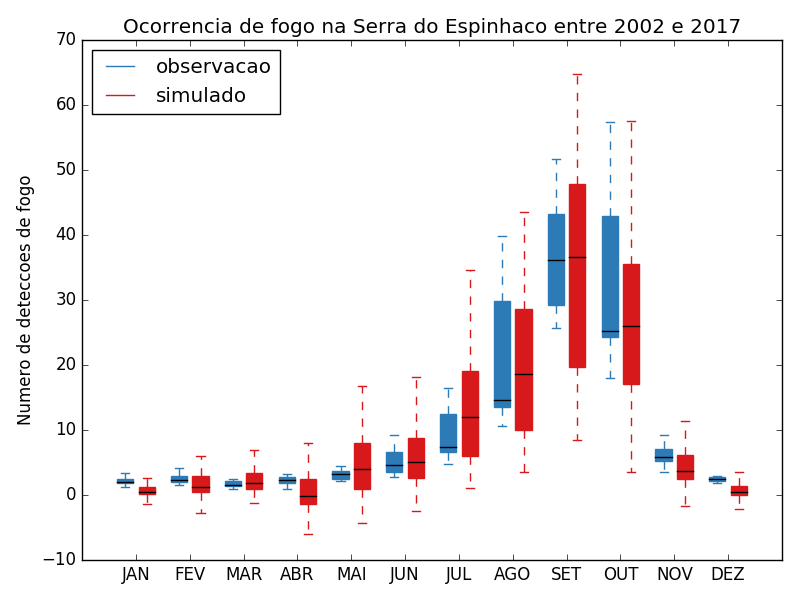 Ocorrencia de fogo na Serra do Espinhaco entre 2002 e 2017
70
60
50
40
30
20
10
0
−10
Numero de deteccoes de fogo
observacao
simulado
JAN FEV MAR ABR MAI JUN JUL AGO SET OUT NOV DEZ